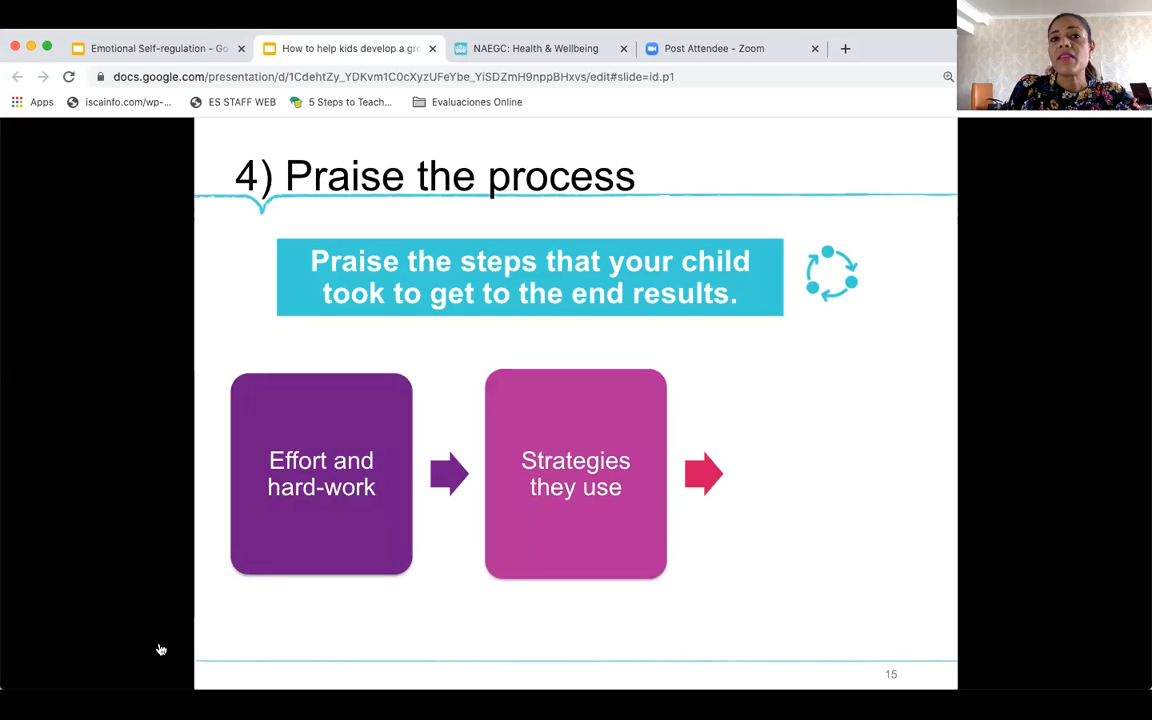 Emotional Self-regulation - Go
How to help kids develop a gro
NAEGC: Health & Wellbeing
Post Attendee - Zoom
docs.google.com/presentation/d/1CdehtZy_YDKvm1C0cXyzUFeYbe_YiSDZmH9nppBHxvs/edit#slide=id.p1
Apps
iscainfo.com/wp-...
ES STAFF WEB
5 Steps to Teach...
Evaluaciones Online
4) Praise the process
Praise the steps that your child
took to get to the end results.
Effort and
hard-work
Strategies
they use
15